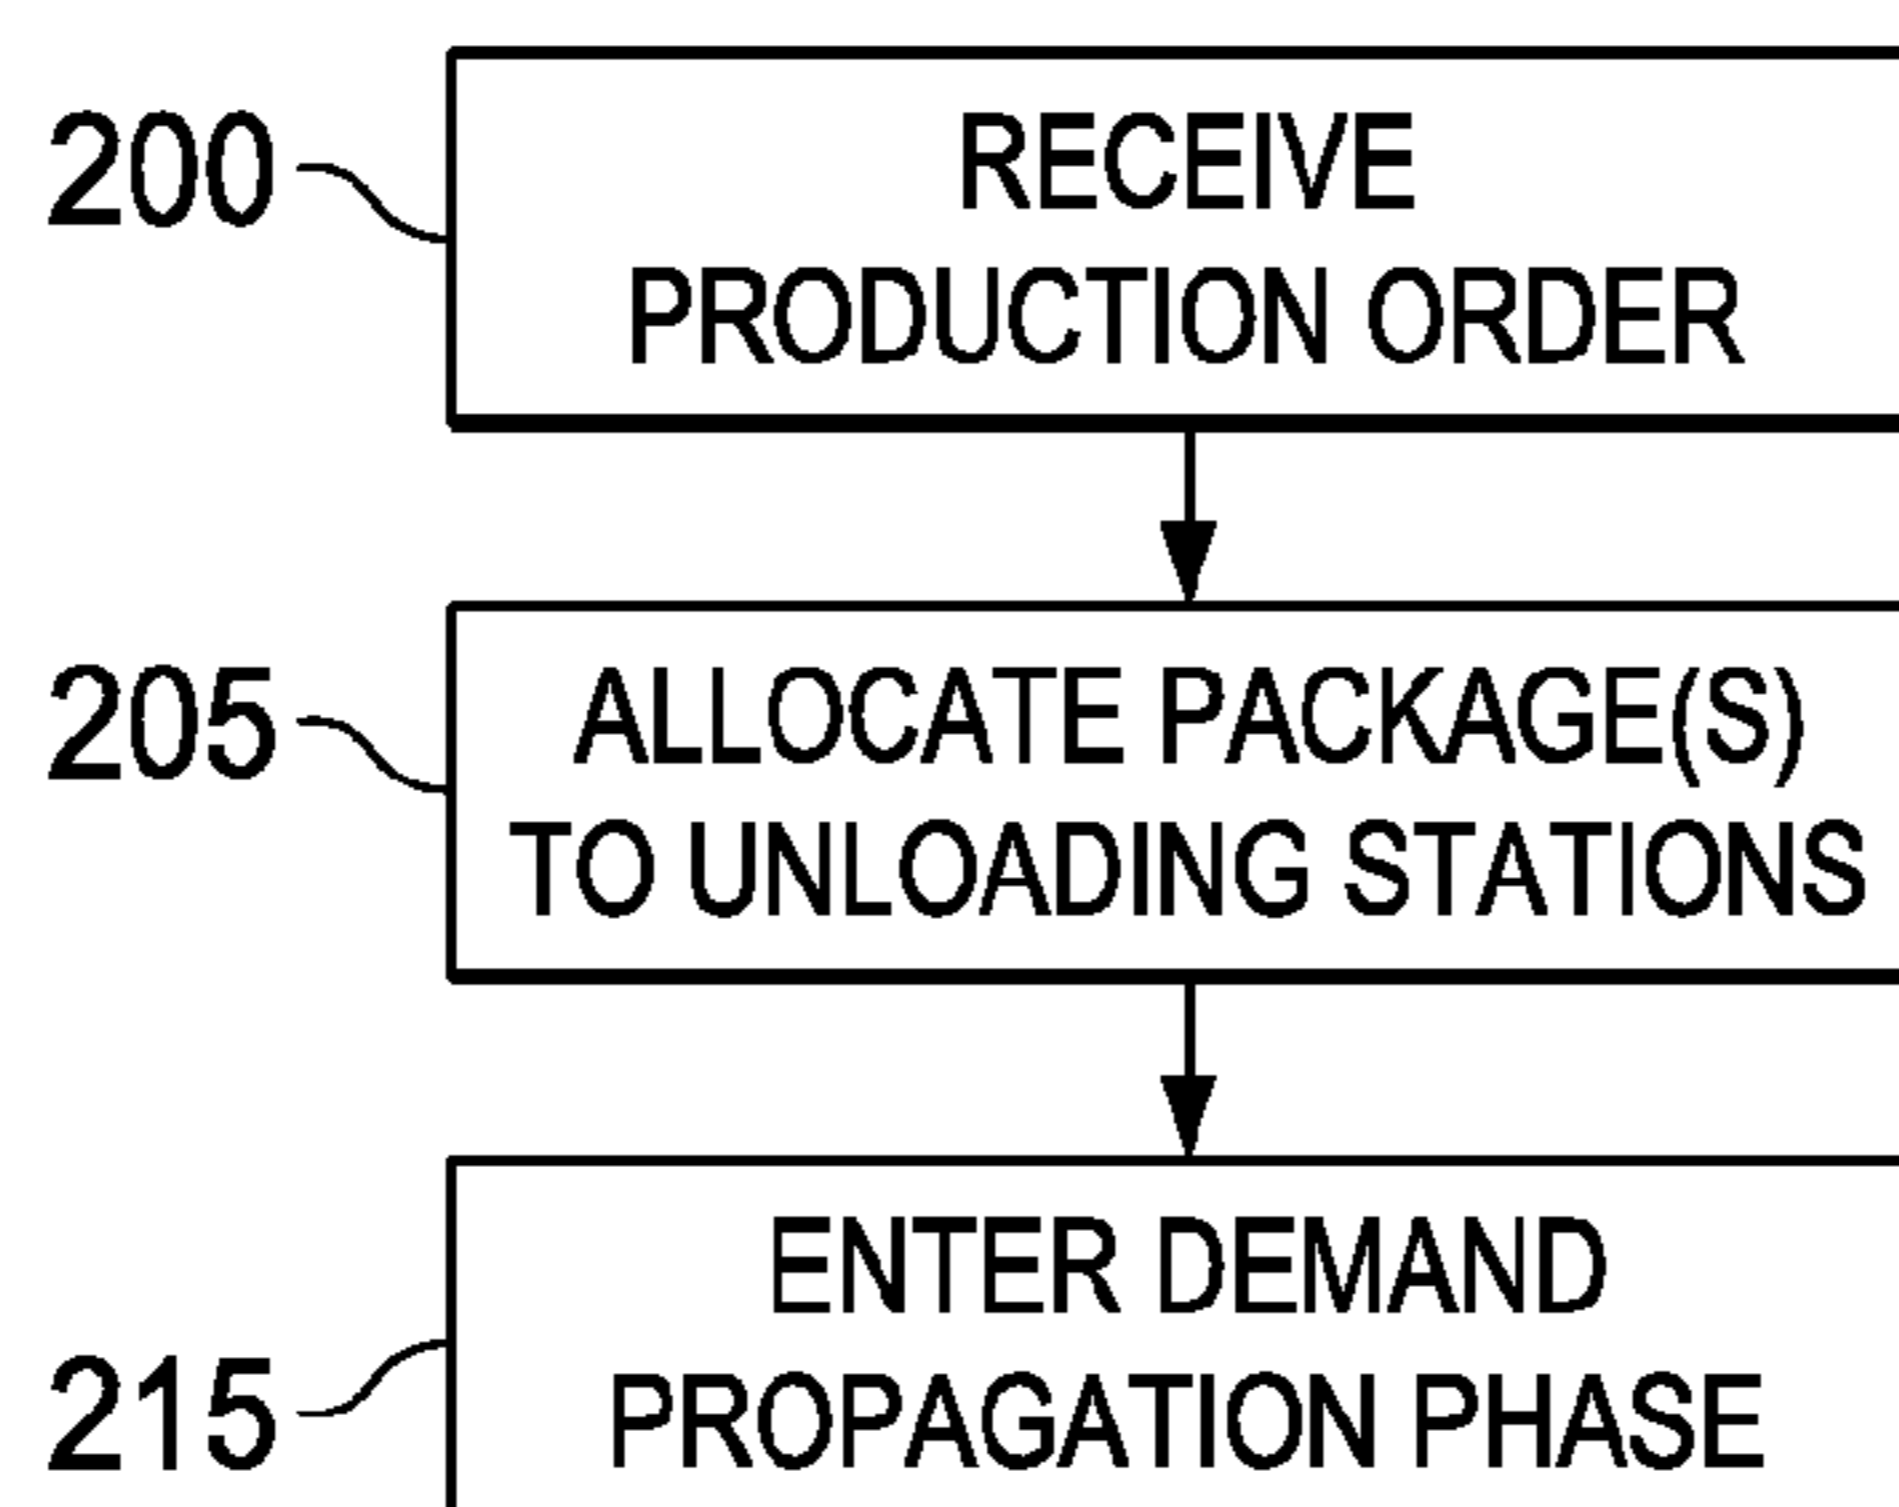 200
RECEIVE
PRODUCTION ORDER
205
ALLOCATE PACKAGE(S)
TO UNLOADING STATIONS
215
ENTER DEMAND
PROPAGATION PHASE